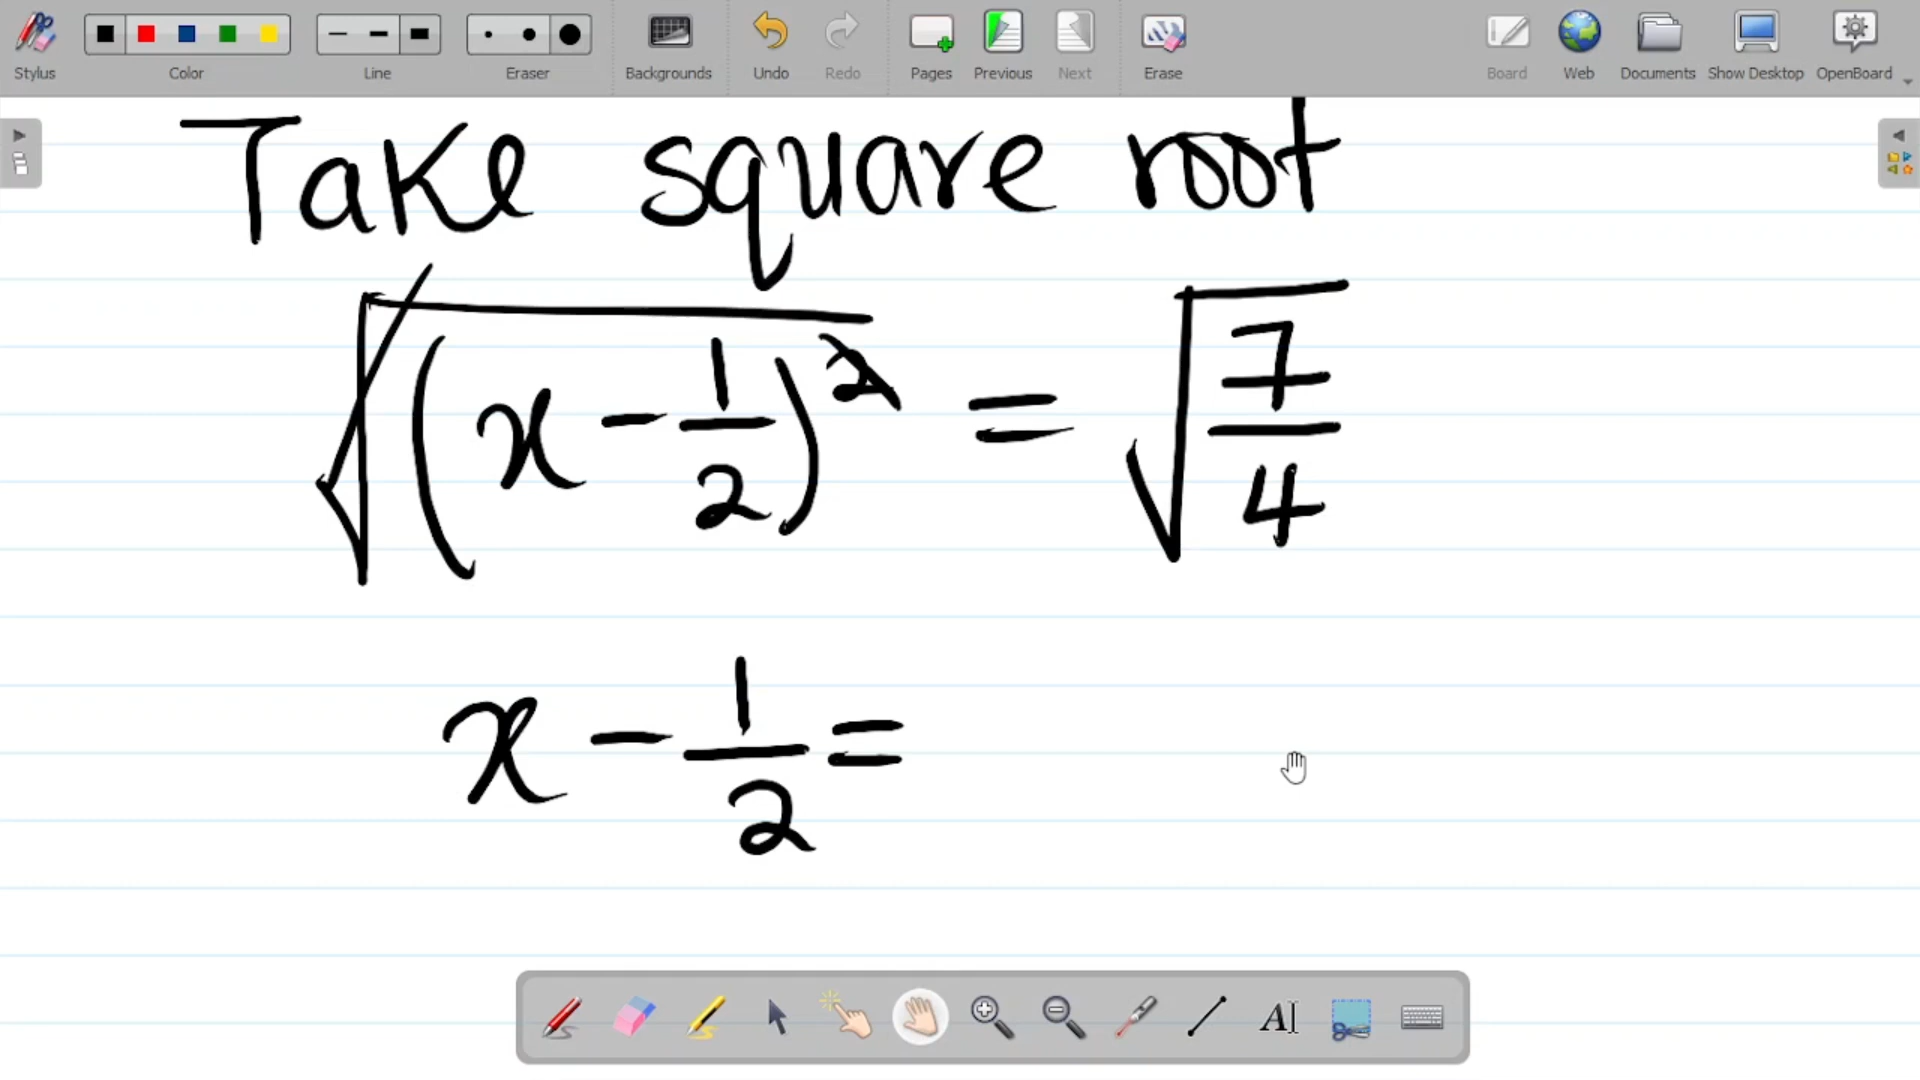 Stylus Color Line Eraser Backgrounds Undo Redo Pages Previous Next Erase Board Web Documents Show Desktop OpenBoard
Take square root
√(x - 1/2)² = √7/4
x - 1/2 =
AI